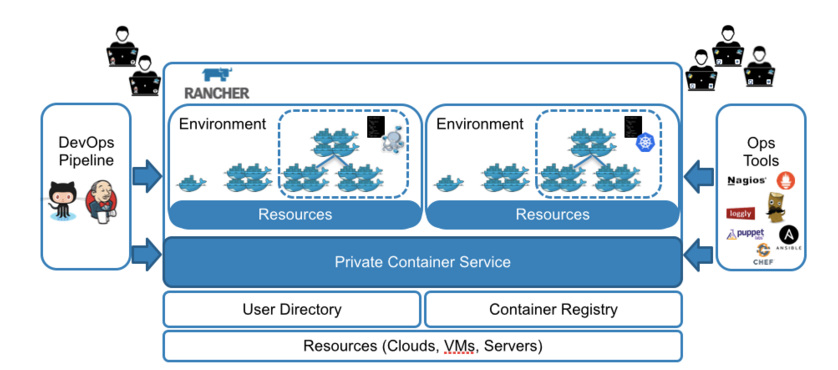 RANCHER
DevOps
Pipeline
Environment
Environment
Resources
Resources
Ops
Tools
Nagios®
loggly
puppet
labs
ANSIBLE
CHEF
Private Container Service
User Directory
Container Registry
Resources (Clouds, VMs, Servers)